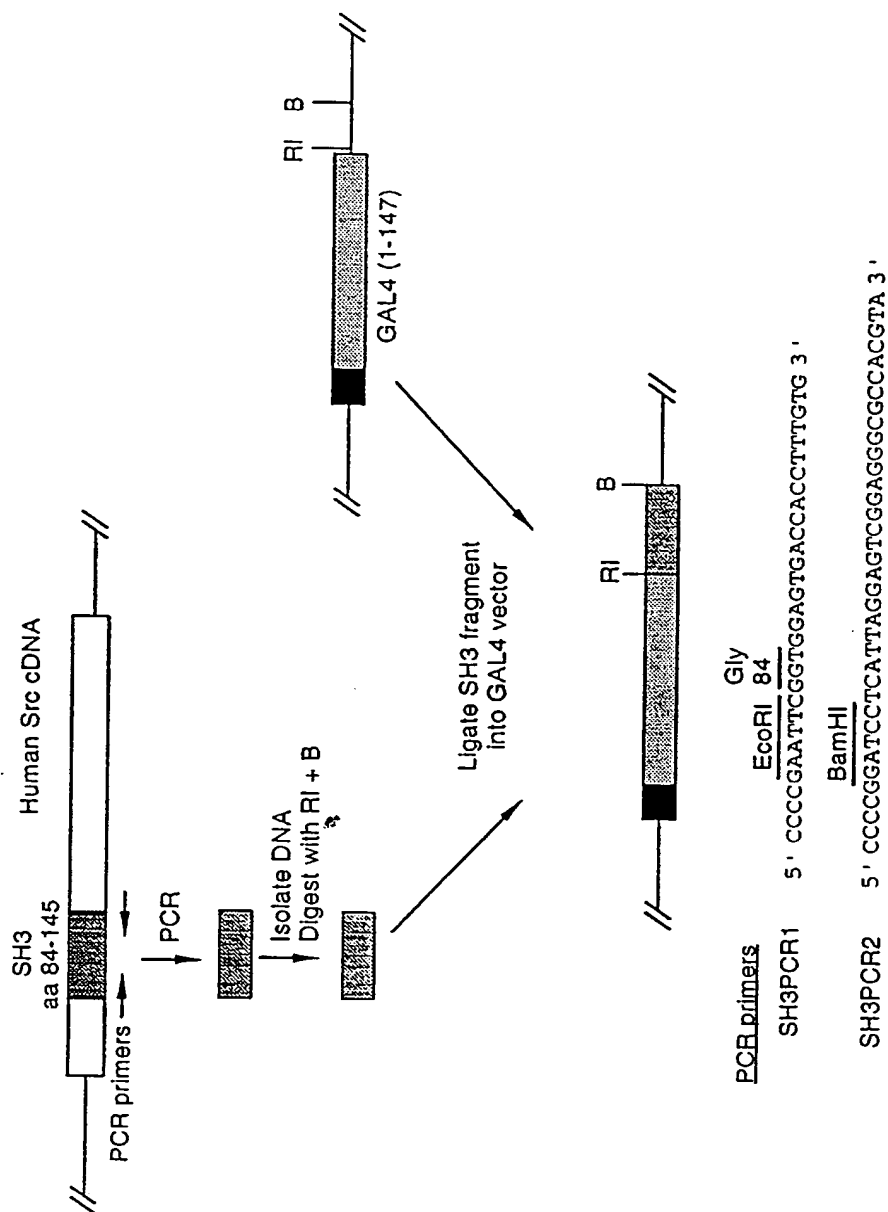 SH3
aa 84-145
Human Src cDNA
PCR primers
PCR
Isolate DNA
Digest with RI + B
RI
B
GAL4 (1-147)
Ligate SH3 fragment
into GAL4 vector
RI
B
PCR primers
EcoRI
Gly
84
SH3PCR1 5' CCCCGAATTCGGTGGAGTGACCACCTTTGTG 3'
BamHI
SH3PCR2 5' CCCCGGATCCTCATTAGGAGTCGGAGGGCGCCACGTA 3'